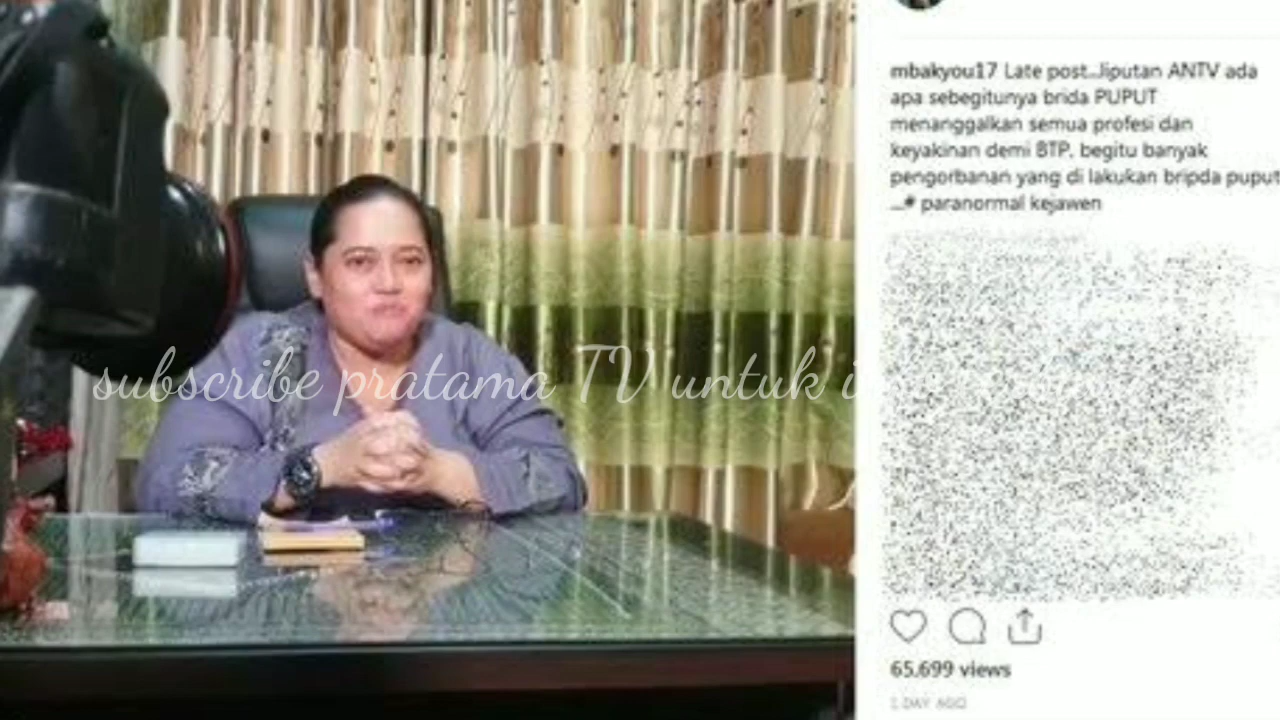 mbakyou17 Late post...liputan ANTV ada
apa sebegitunya brida PUPUT
menanggalkan semua profesi dan
keyakinan demi BTP. begitu banyak
pengorbanan yang di lakukan bripda puput
...# paranormal kejawen
subscribe pratama TV untuk
65.699 views
1 DAY AGO